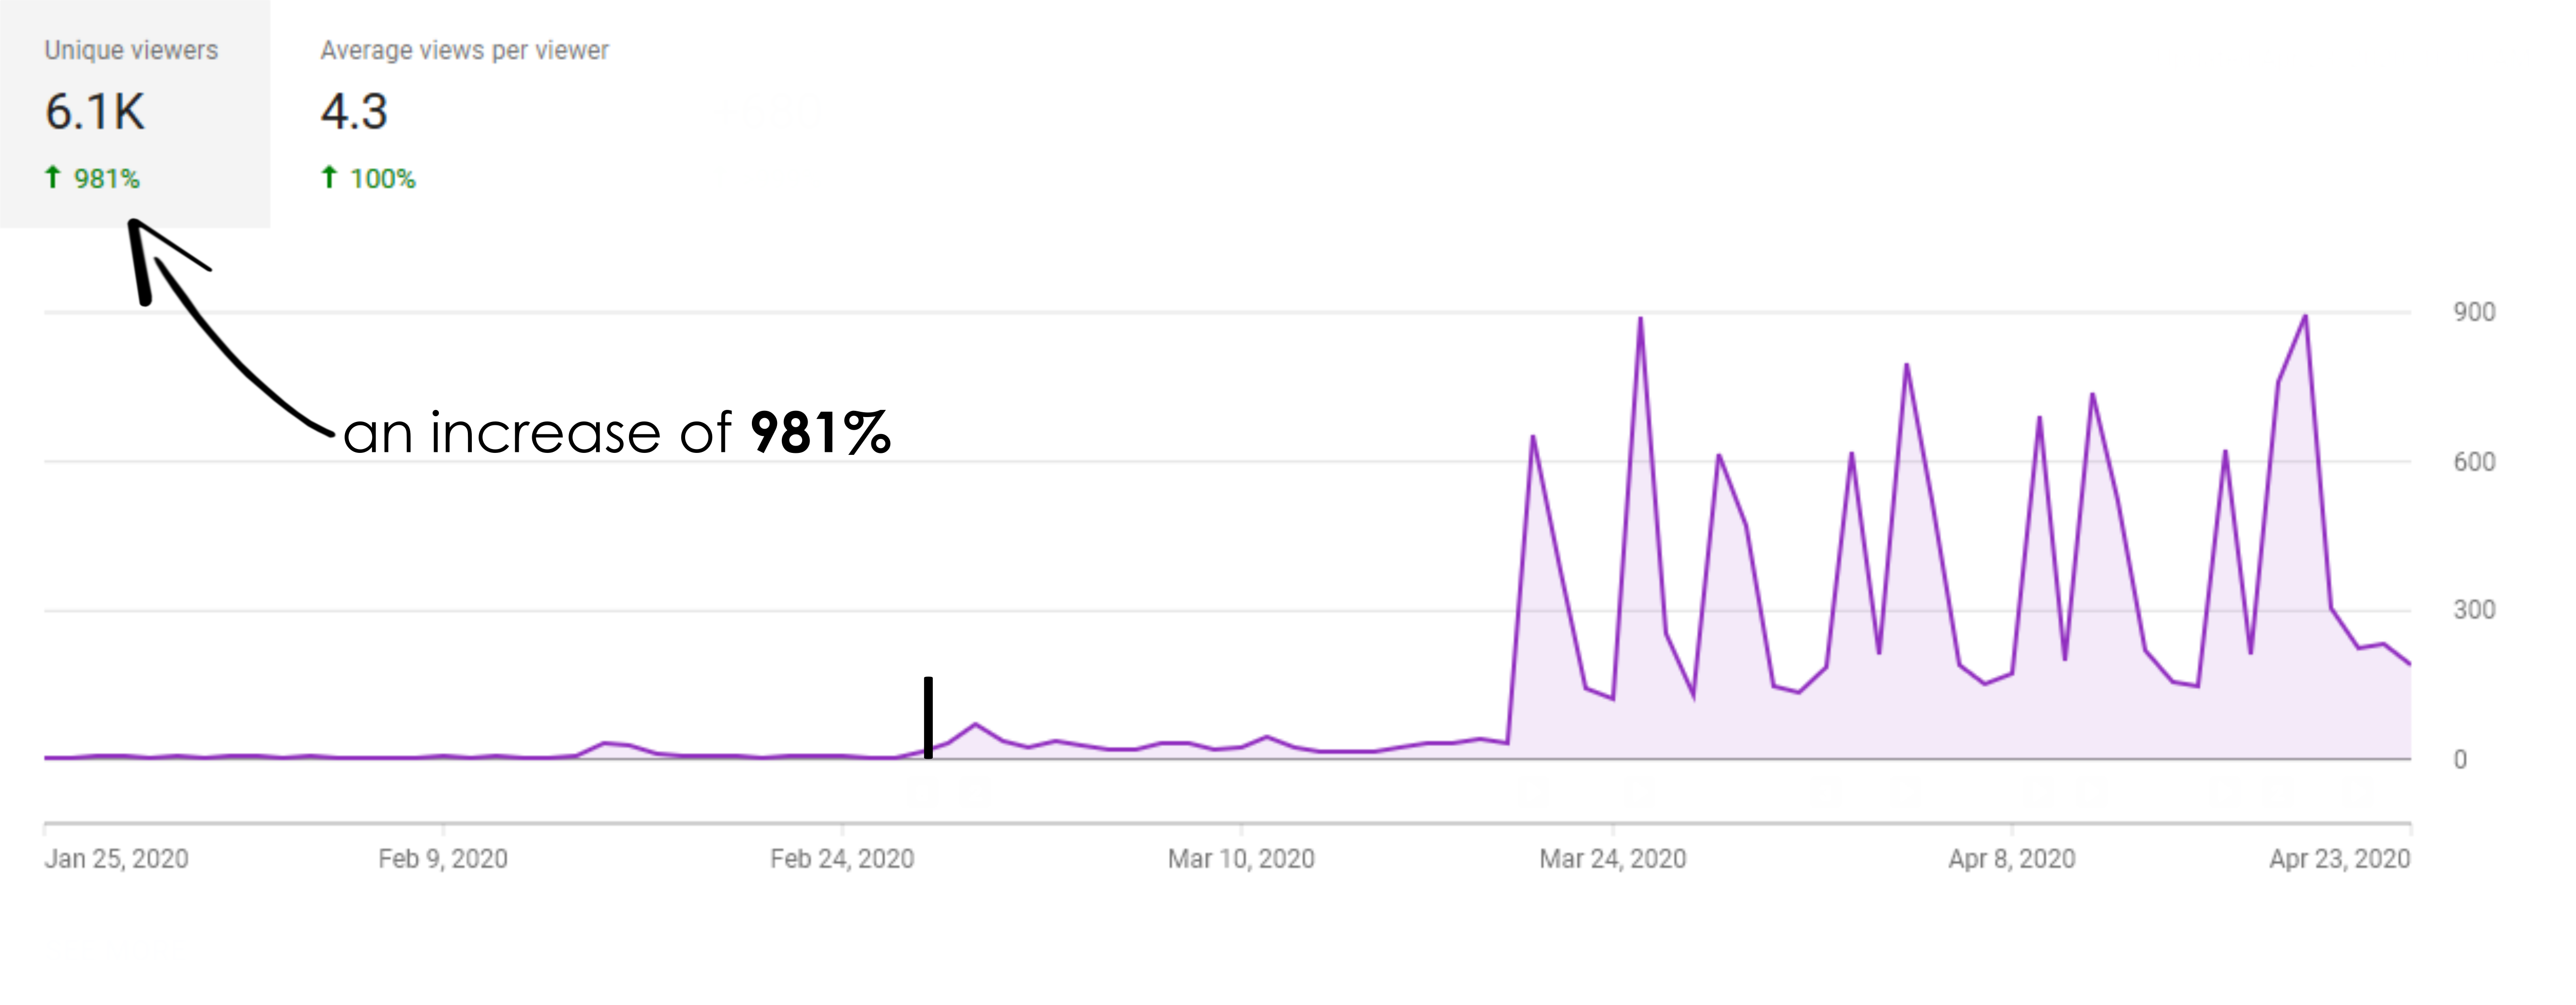 Unique viewers
6.1K
↑ 981%
Average views per viewer
4.3
↑ 100%
an increase of 981%
900
600
300
0
Jan 25, 2020
Feb 9, 2020
Feb 24, 2020
Mar 10, 2020
Mar 24, 2020
Apr 8, 2020
Apr 23, 2020